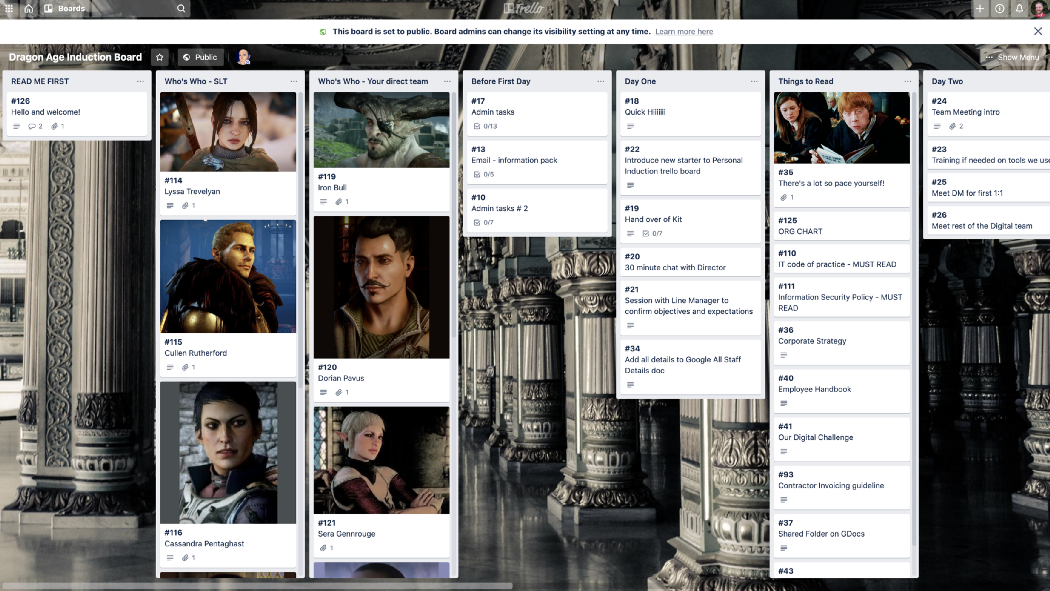 Boards
Trello
This board is set to public. Board admins can change its visibility setting at any time. Learn more here
Dragon Age Induction Board
Public
Show Menu
READ ME FIRST
#126
Hello and welcome!
2 1
Who's Who - SLT
#114
Lyssa Trevelyan
1
#115
Cullen Rutherford
1
#116
Cassandra Pentaghast
1
Who's Who - Your direct team
#119
Iron Bull
1
#120
Dorian Pavus
1
#121
Sera Gennrouge
1
Before First Day
#17
Admin tasks
0/13
#13
Email - information pack
0/5
#10
Admin tasks # 2
0/7
Day One
#18
Quick Hiiiiii
#22
Introduce new starter to Personal
Induction trello board
#19
Hand over of Kit
0/7
#20
30 minute chat with Director
#21
Session with Line Manager to
confirm objectives and expectations
#34
Add all details to Google All Staff
Details doc
Things to Read
#35
There's a lot so pace yourself!
1
#125
ORG CHART
#110
IT code of practice - MUST READ
#111
Information Security Policy - MUST
READ
#36
Corporate Strategy
#40
Employee Handbook
#41
Our Digital Challenge
#93
Contractor Invoicing guideline
#37
Shared Folder on GDocs
#43
Day Two
#24
Team Meeting intro
2
#23
Training if needed on tools we us
#25
Meet DM for first 1:1
#26
Meet rest of the Digital team